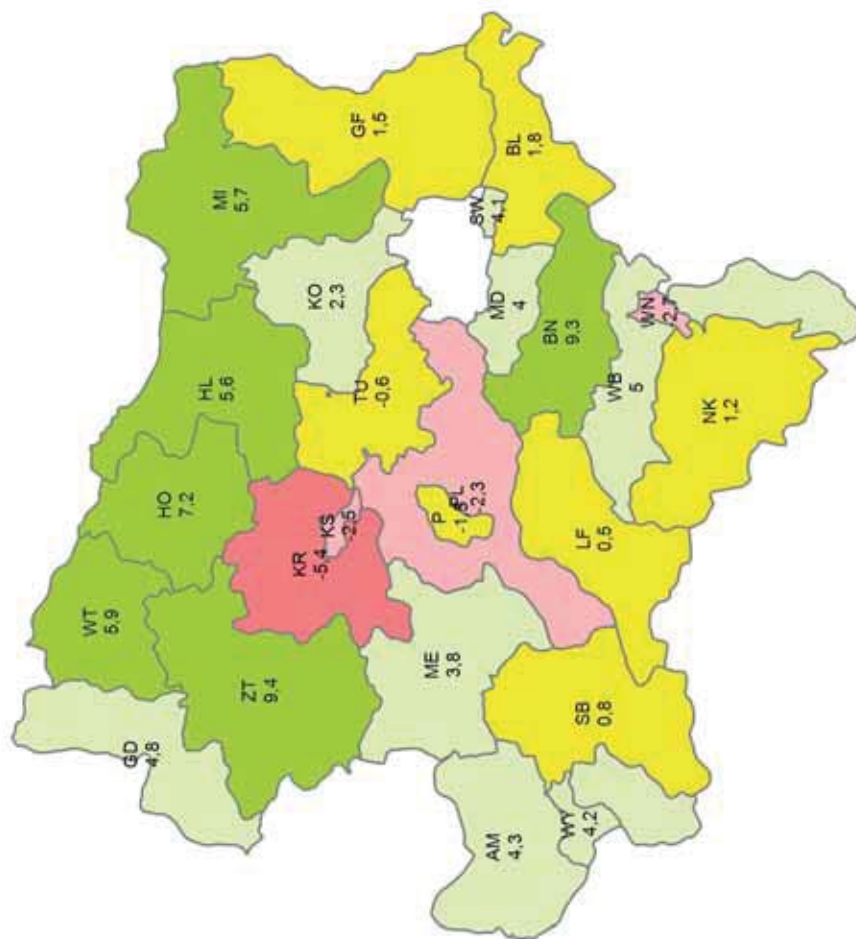 WT
5,9
GD
4,8
HO
7,2
HL
5,6
MI
5,7
ZT
9,4
KR
-5,4
KO
2,3
KS
-2,5
GF
1,5
TU
-0,6
ME
3,8
P
PL
-2,3
SW
4,1
AM
4,3
MD
4
BL
1,8
BN
9,3
WY
4,2
SB
0,8
LF
0,5
WB
5
WN
-2,7
NK
1,2